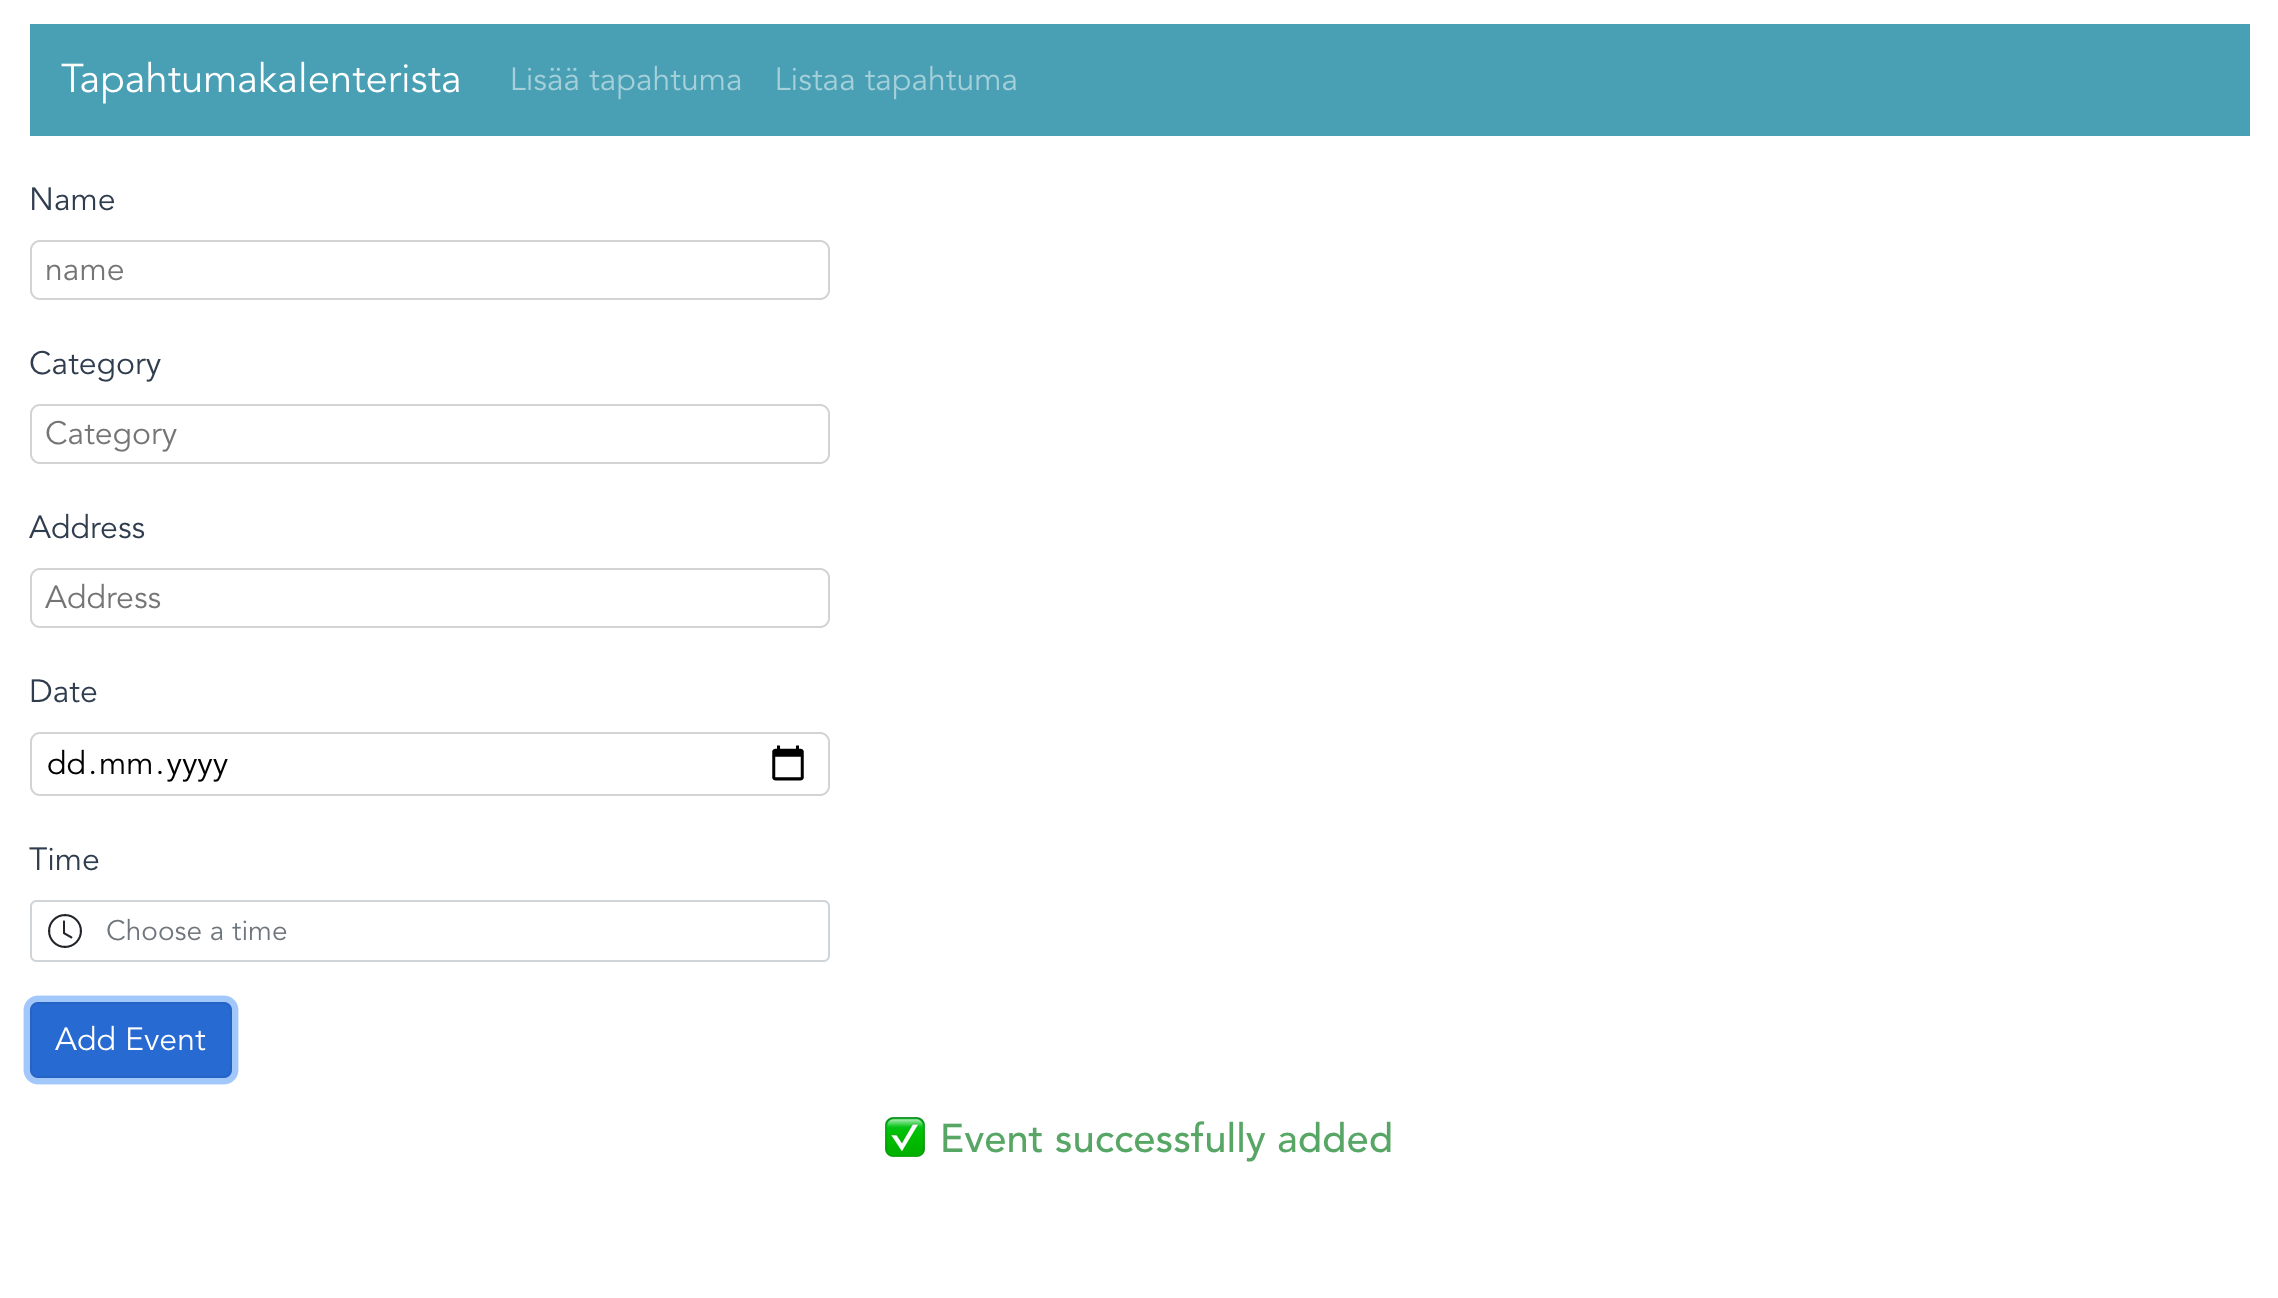 Tapahtumakalenterista Lisää tapahtuma Listaa tapahtuma
Name
name
Category
Category
Address
Address
Date
dd.mm.yyyy
Time
Choose a time
Add Event
✅ Event successfully added